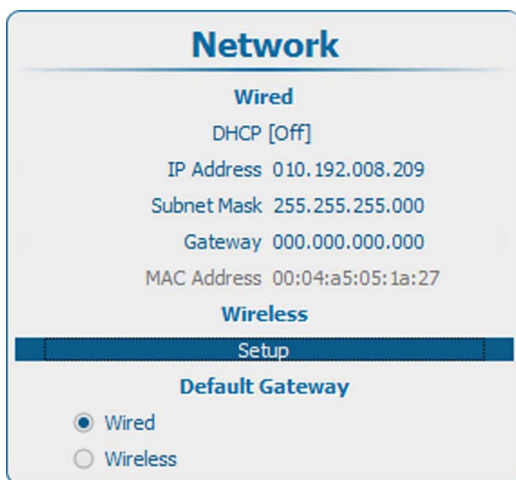 Network
Wired
DHCP [Off]
IP Address 010.192.008.209
Subnet Mask 255.255.255.000
Gateway 000.000.000.000
MAC Address 00:04:a5:05:1a:27
Wireless
Setup
Default Gateway
Wired
Wireless